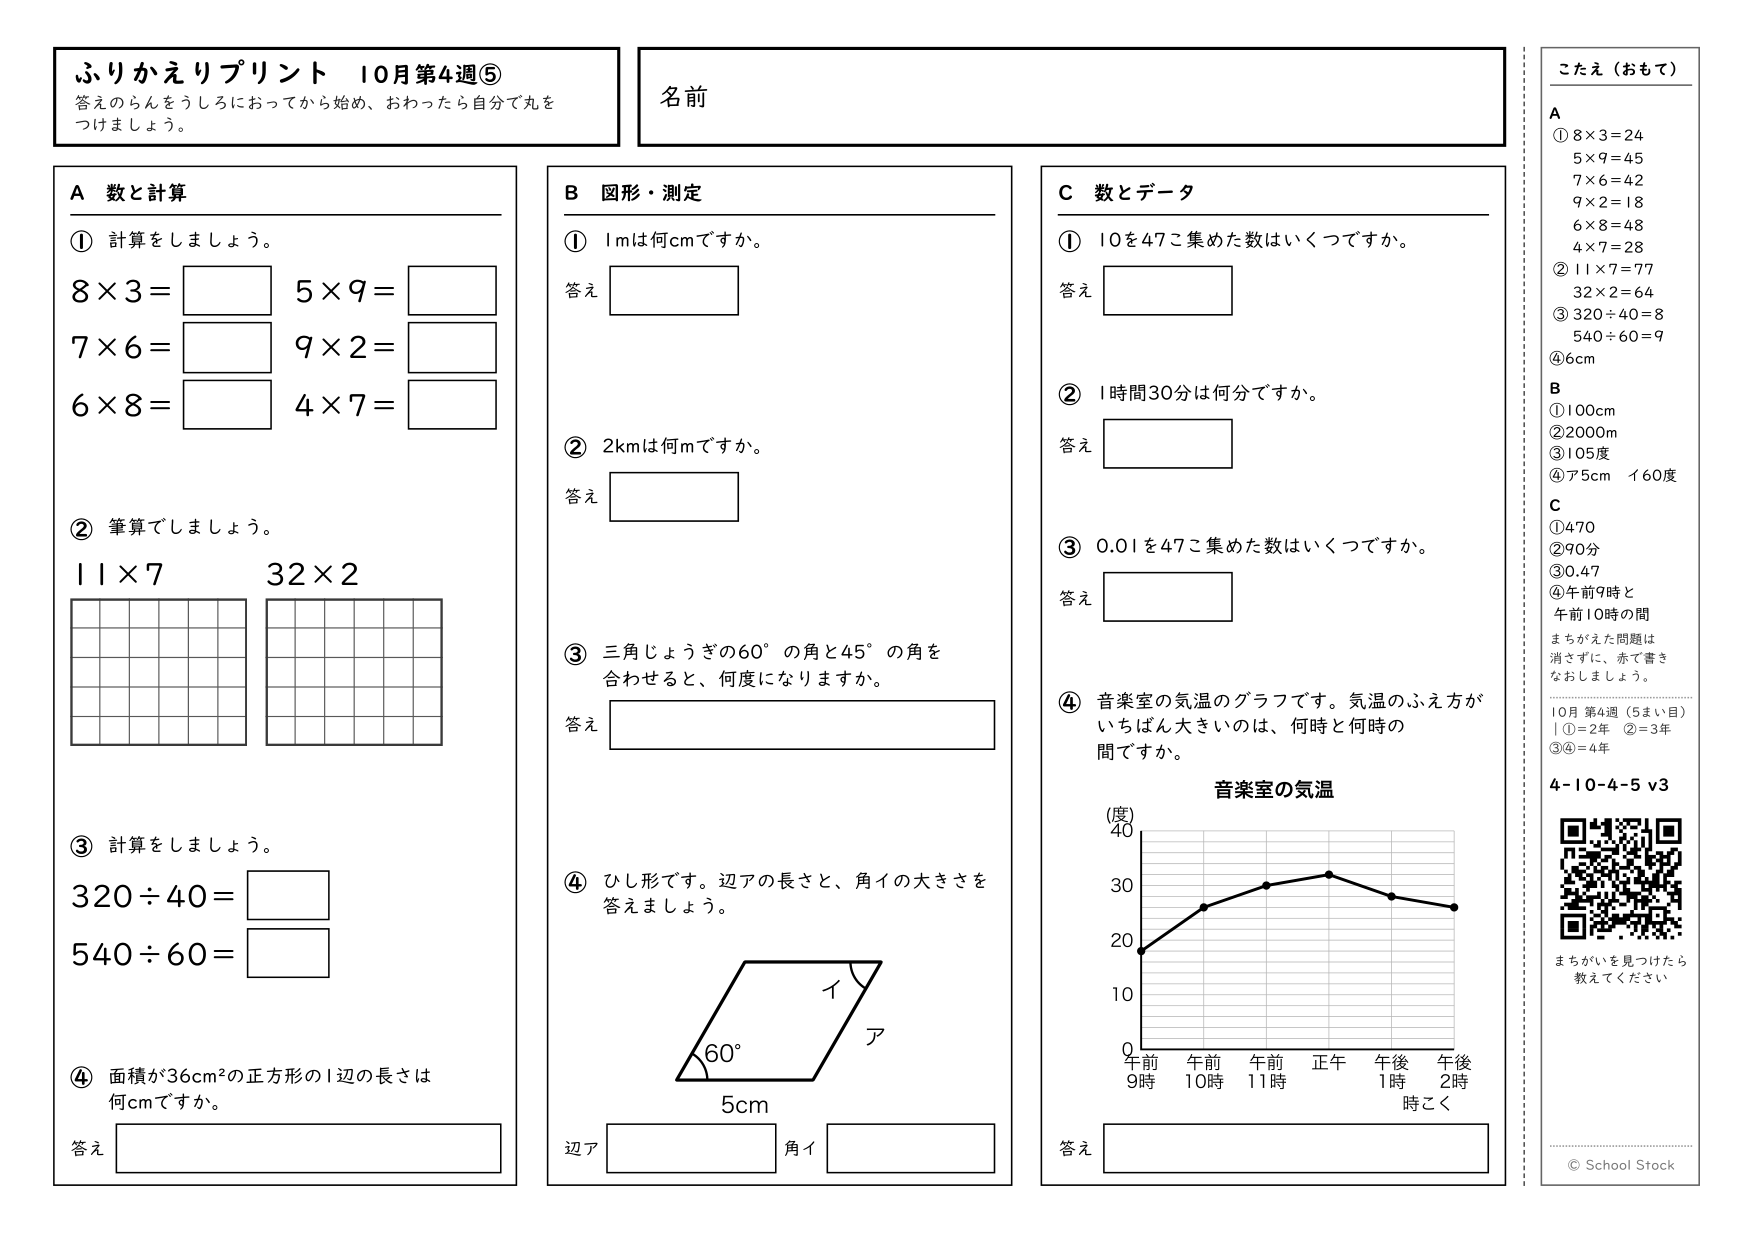 ふりかえりプリント　10月第4週⑤
答えのらんをうしろにおってから始め、おわったら自分で丸を
つけましょう。
名前
A　数と計算
① 計算をしましょう。
8×3＝ 5×9＝
7×6＝ 9×2＝
6×8＝ 4×7＝
② 筆算でしましょう。
11×7 32×2
③ 計算をしましょう。
320÷40＝
540÷60＝
④ 面積が36cm²の正方形の1辺の長さは
何cmですか。
答え
B　図形・測定
① 1mは何cmですか。
答え
② 2kmは何mですか。
答え
③ 三角じょうぎの60°の角と45°の角を
合わせると、何度になりますか。
答え
④ ひし形です。辺アの長さと、角イの大きさを
答えましょう。
イ
ア
60°
5cm
辺ア 角イ
C　数とデータ
① 10を47こ集めた数はいくつですか。
答え
② 1時間30分は何分ですか。
答え
③ 0.01を47こ集めた数はいくつですか。
答え
④ 音楽室の気温のグラフです。気温のふえ方が
いちばん大きいのは、何時と何時の
間ですか。
音楽室の気温
(度)
40
30
20
10
0
午前 午前 午前 正午 午後 午後
9時 10時 11時 1時 2時
時こく
答え
こたえ（おもて）
A
① 8×3＝24
5×9＝45
7×6＝42
9×2＝18
6×8＝48
4×7＝28
② 11×7＝77
32×2＝64
③ 320÷40＝8
540÷60＝9
④6cm
B
①100cm
②2000m
③105度
④ア5cm　イ60度
C
①470
②90分
③0.47
④午前9時と
午前10時の間
まちがえた問題は
消さずに、赤で書き
なおしましょう。
10月 第4週（5まい目）
｜①＝2年　②＝3年
③④＝4年
4-10-4-5 v3
まちがいを見つけたら
教えてください
© School Stock